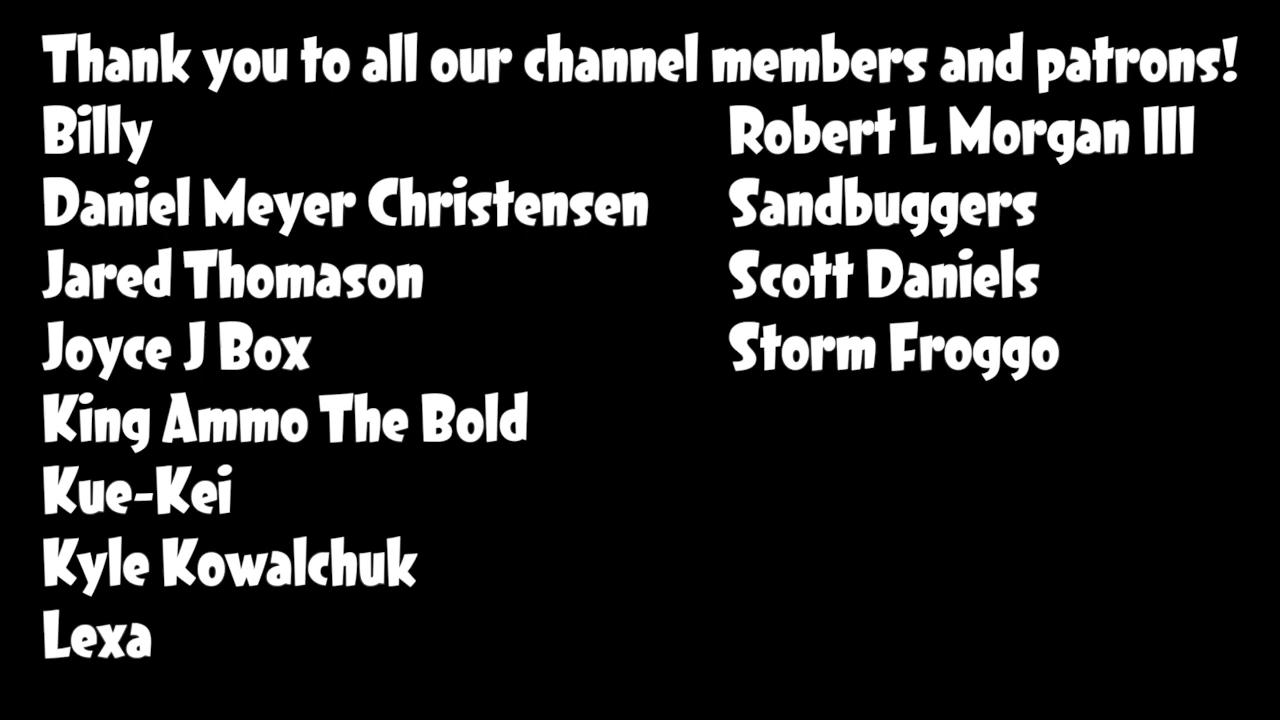 Thank you to all our channel members and patrons!
Billy
Daniel Meyer Christensen
Jared Thomason
Joyce J Box
King Ammo The Bold
Kue-Kei
Kyle Kowalchuk
Lexa
Robert L Morgan III
Sandbuggers
Scott Daniels
Storm Froggo